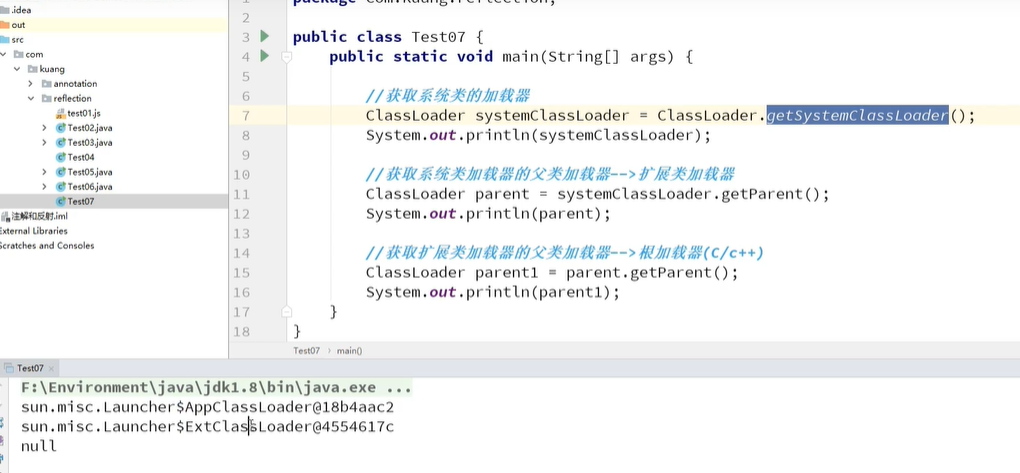 .idea
out
src
com
kuang
annotation
reflection
test01.js
Test02.java
Test03.java
Test04
Test05.java
Test06.java
Test07
注解和反射.iml
External Libraries
Scratches and Consoles
2
3 public class Test07 {
4 public static void main(String[] args) {
5
6 //获取系统类的加载器
7 ClassLoader systemClassLoader = ClassLoader.getSystemClassLoader();
8 System.out.println(systemClassLoader);
9
10 //获取系统类加载器的父类加载器-->扩展类加载器
11 ClassLoader parent = systemClassLoader.getParent();
12 System.out.println(parent);
13
14 //获取扩展类加载器的父类加载器-->根加载器(C/c++)
15 ClassLoader parent1 = parent.getParent();
16 System.out.println(parent1);
17 }
18 }
Test07 › main()
Test07 ×
F:\Environment\java\jdk1.8\bin\java.exe ...
sun.misc.Launcher$AppClassLoader@18b4aac2
sun.misc.Launcher$ExtClassLoader@4554617c
null